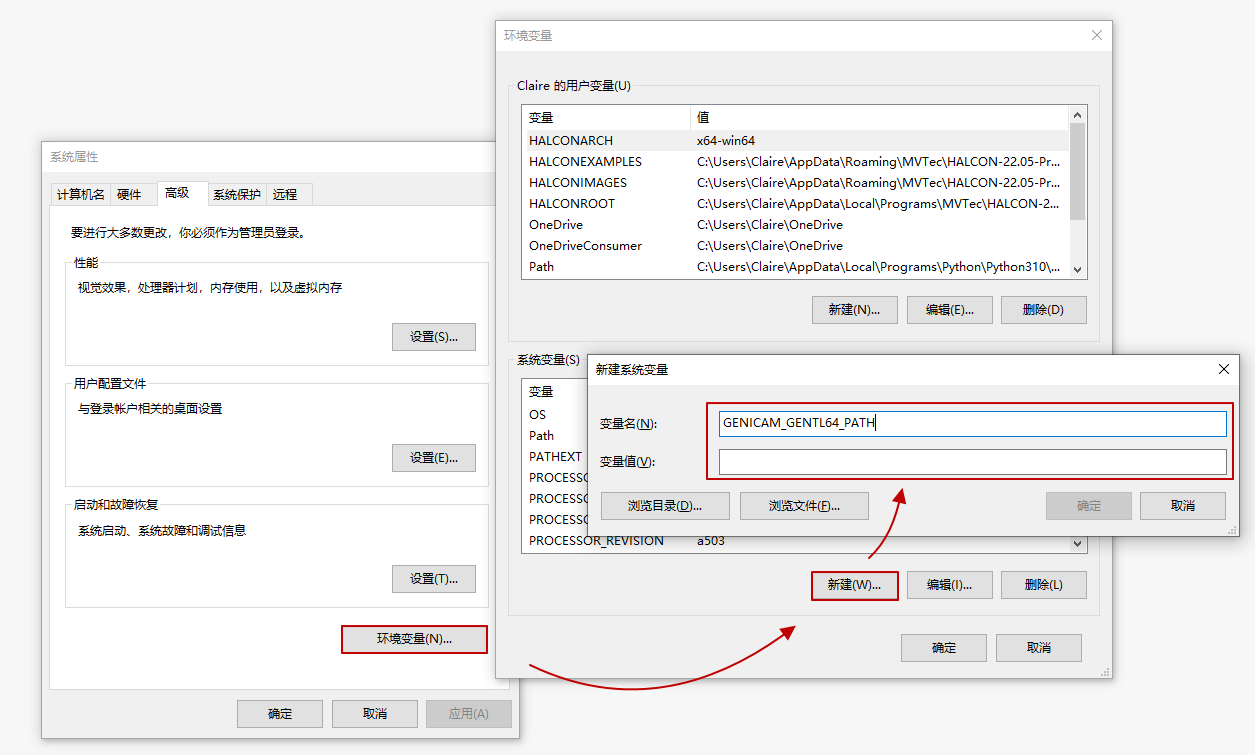 系统属性
计算机名 硬件 高级 系统保护 远程
要进行大多数更改，你必须作为管理员登录。
性能
视觉效果，处理器计划，内存使用，以及虚拟内存
设置(S)...
用户配置文件
与登录帐户相关的桌面设置
设置(E)...
启动和故障恢复
系统启动、系统故障和调试信息
设置(T)...
环境变量(N)...
确定 取消 应用(A)
环境变量
Claire 的用户变量(U)
变量 值
HALCONARCH x64-win64
HALCONEXAMPLES C:\Users\Claire\AppData\Roaming\MVTec\HALCON-22.05-Pr...
HALCONIMAGES C:\Users\Claire\AppData\Roaming\MVTec\HALCON-22.05-Pr...
HALCONROOT C:\Users\Claire\AppData\Local\Programs\MVTec\HALCON-2...
OneDrive C:\Users\Claire\OneDrive
OneDriveConsumer C:\Users\Claire\OneDrive
Path C:\Users\Claire\AppData\Local\Programs\Python\Python310\...
新建(N)... 编辑(E)... 删除(D)
系统变量(S)
变量
OS
Path
PATHEXT
PROCESSO
PROCESSO
PROCESSO
PROCESSOR_REVISION a503
新建(W)... 编辑(I)... 删除(L)
确定 取消
新建系统变量
变量名(N): GENICAM_GENTL64_PATH
变量值(V):
浏览目录(D)... 浏览文件(F)... 确定 取消